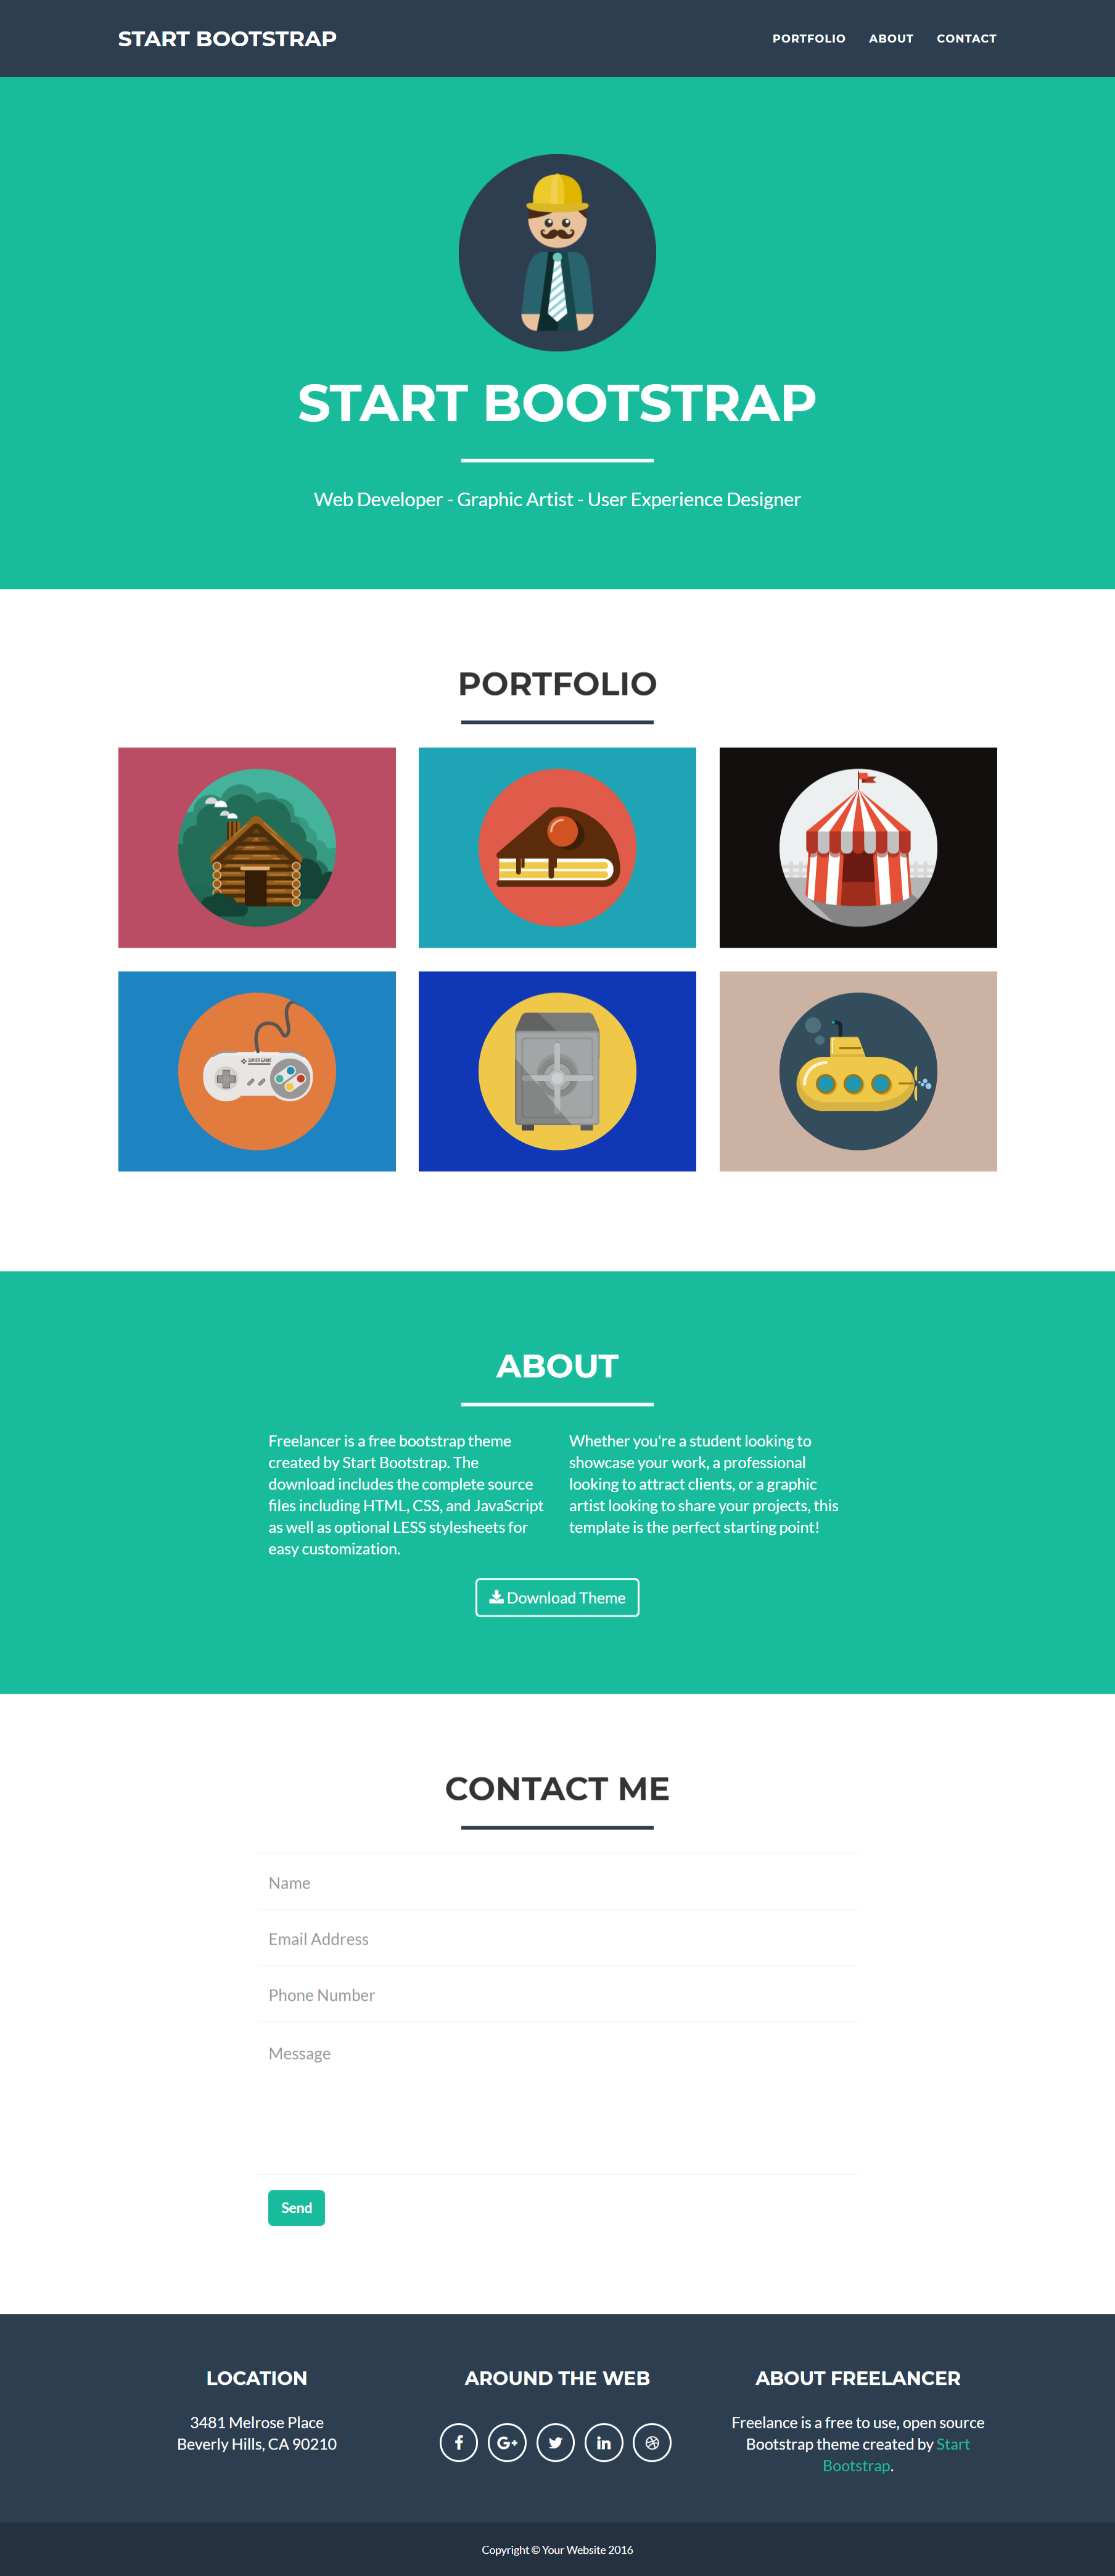 START BOOTSTRAP
PORTFOLIO ABOUT CONTACT
START BOOTSTRAP
Web Developer - Graphic Artist - User Experience Designer
PORTFOLIO
SUPER GAME
ABOUT
Freelancer is a free bootstrap theme
created by Start Bootstrap. The
download includes the complete source
files including HTML, CSS, and JavaScript
as well as optional LESS stylesheets for
easy customization.
Whether you're a student looking to
showcase your work, a professional
looking to attract clients, or a graphic
artist looking to share your projects, this
template is the perfect starting point!
Download Theme
CONTACT ME
Name
Email Address
Phone Number
Message
Send
LOCATION
3481 Melrose Place
Beverly Hills, CA 90210
AROUND THE WEB
ABOUT FREELANCER
Freelance is a free to use, open source
Bootstrap theme created by Start
Bootstrap.
Copyright © Your Website 2016